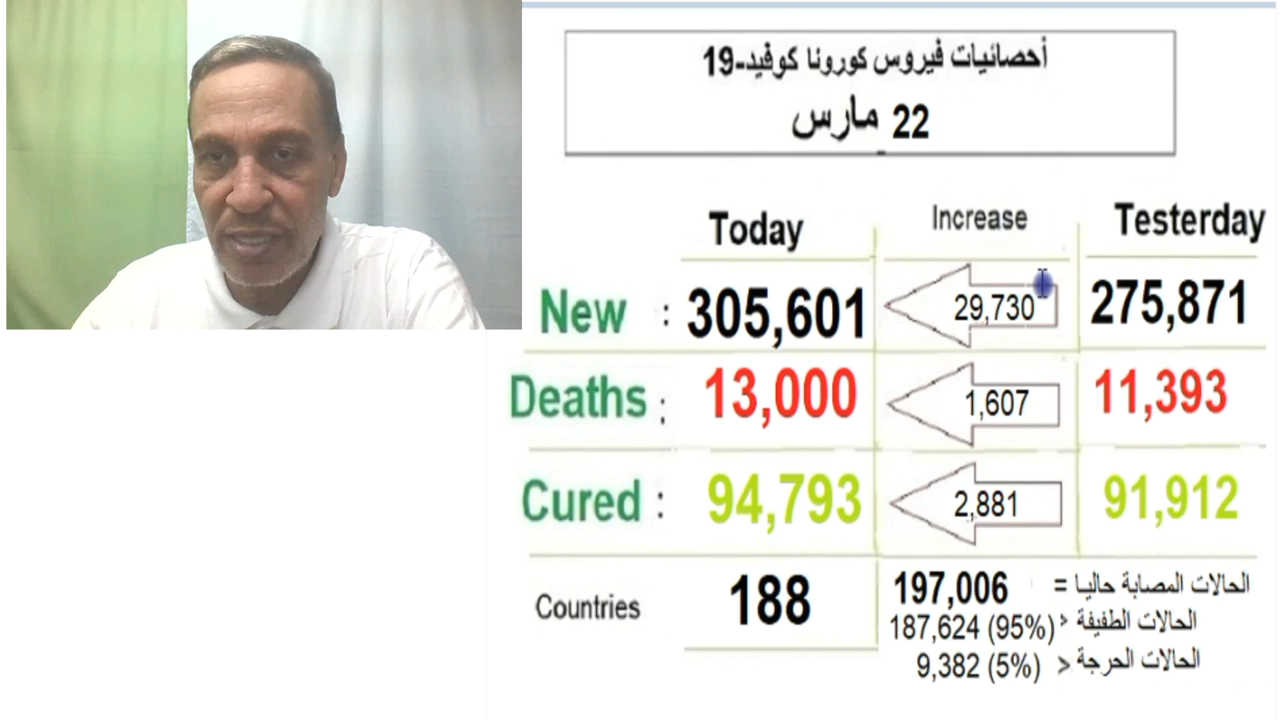 أحصائيات فيروس كورونا كوفيد-19
22 مارس
Today Increase Testerday
New : 305,601 29,730 275,871
Deaths : 13,000 1,607 11,393
Cured : 94,793 2,881 91,912
Countries 188
197,006 = الحالات المصابة حاليا
187,624 (95%) > الحالات الطفيفة
9,382 (5%) > الحالات الحرجة